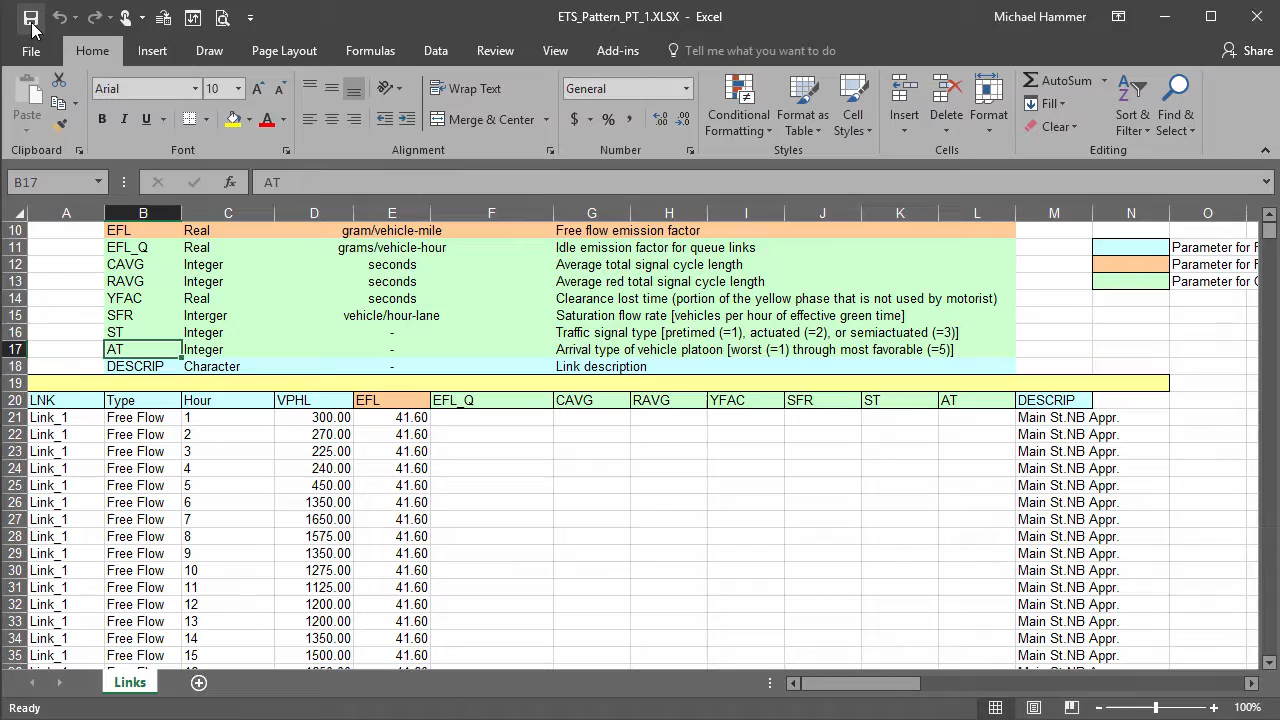 ETS_Pattern_PT_1.XLSX - Excel
Michael Hammer
File Home Insert Draw Page Layout Formulas Data Review View Add-ins Tell me what you want to do Share
Paste
Clipboard
Arial 10
B I U
Font
Wrap Text
Merge & Center
Alignment
General
$ % ,
Number
Conditional Formatting
Format as Table
Cell Styles
Styles
Insert Delete Format
Cells
AutoSum
Fill
Clear
Sort & Filter
Find & Select
Editing
B17 fx AT
A B C D E F G H I J K L M N O
10 EFL Real gram/vehicle-mile Free flow emission factor
11 EFL_Q Real grams/vehicle-hour Idle emission factor for queue links Parameter for F
12 CAVG Integer seconds Average total signal cycle length Parameter for F
13 RAVG Integer seconds Average red total signal cycle length Parameter for
14 YFAC Real seconds Clearance lost time (portion of the yellow phase that is not used by motorist)
15 SFR Interger vehicle/hour-lane Saturation flow rate [vehicles per hour of effective green time]
16 ST Integer - Traffic signal type [pretimed (=1), actuated (=2), or semiactuated (=3)]
17 AT Integer - Arrival type of vehicle platoon [worst (=1) through most favorable (=5)]
18 DESCRIP Character - Link description
19
20 LNK Type Hour VPHL EFL EFL_Q CAVG RAVG YFAC SFR ST AT DESCRIP
21 Link_1 Free Flow 1 300.00 41.60 Main St.NB Appr.
22 Link_1 Free Flow 2 270.00 41.60 Main St.NB Appr.
23 Link_1 Free Flow 3 225.00 41.60 Main St.NB Appr.
24 Link_1 Free Flow 4 240.00 41.60 Main St.NB Appr.
25 Link_1 Free Flow 5 450.00 41.60 Main St.NB Appr.
26 Link_1 Free Flow 6 1350.00 41.60 Main St.NB Appr.
27 Link_1 Free Flow 7 1650.00 41.60 Main St.NB Appr.
28 Link_1 Free Flow 8 1575.00 41.60 Main St.NB Appr.
29 Link_1 Free Flow 9 1350.00 41.60 Main St.NB Appr.
30 Link_1 Free Flow 10 1275.00 41.60 Main St.NB Appr.
31 Link_1 Free Flow 11 1125.00 41.60 Main St.NB Appr.
32 Link_1 Free Flow 12 1200.00 41.60 Main St.NB Appr.
33 Link_1 Free Flow 13 1200.00 41.60 Main St.NB Appr.
34 Link_1 Free Flow 14 1350.00 41.60 Main St.NB Appr.
35 Link_1 Free Flow 15 1500.00 41.60 Main St.NB Appr.
Links
Ready 100%